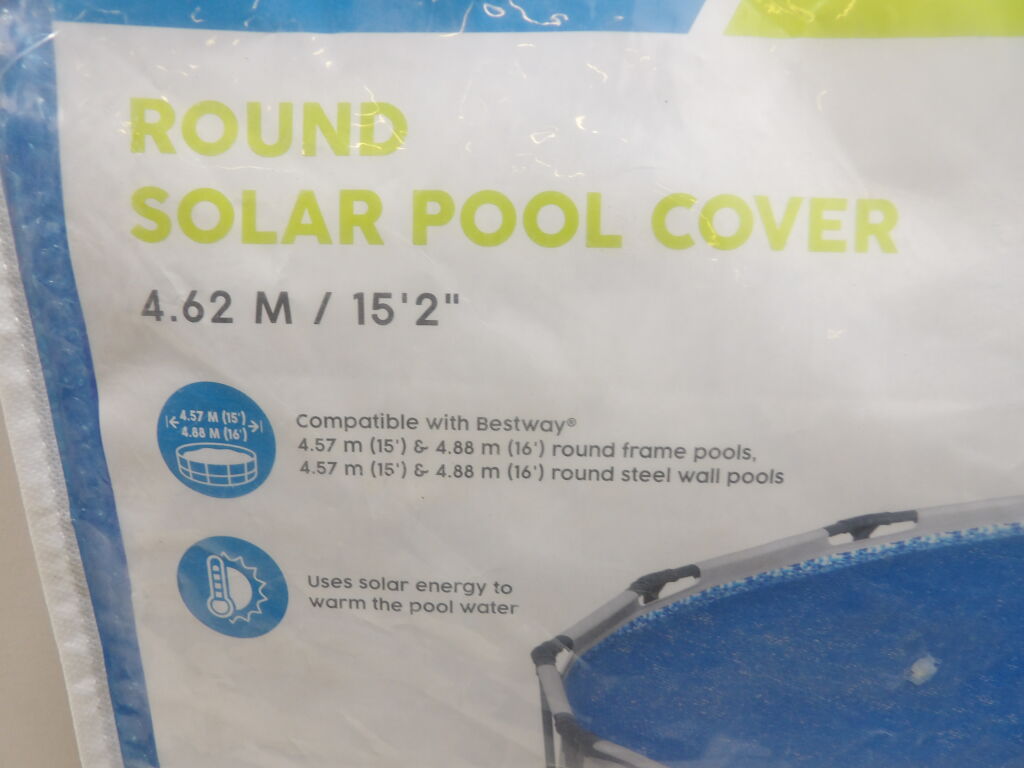 ROUND
SOLAR POOL COVER
4.62 M / 15'2"
4.57 M (15')
4.88 M (16')
Compatible with Bestway®
4.57 m (15') & 4.88 m (16') round frame pools,
4.57 m (15') & 4.88 m (16') round steel wall pools
Uses solar energy to
warm the pool water